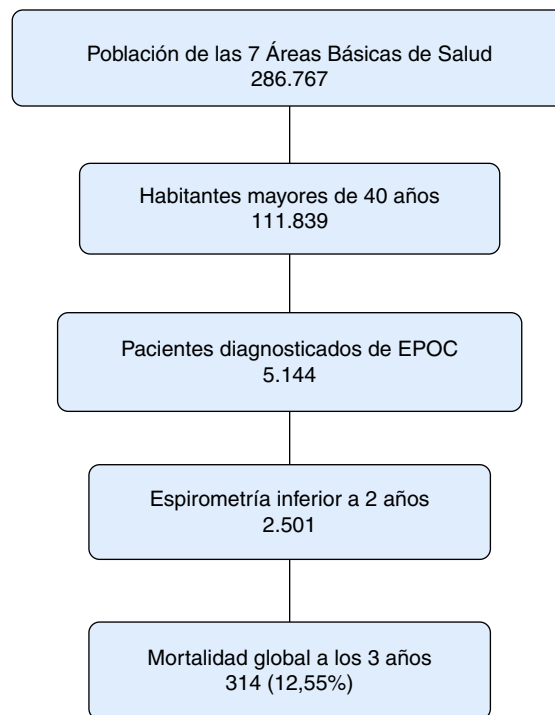 Población de las 7 Áreas Básicas de Salud
286.767
Habitantes mayores de 40 años
111.839
Pacientes diagnosticados de EPOC
5.144
Espirometría inferior a 2 años
2.501
Mortalidad global a los 3 años
314 (12,55%)